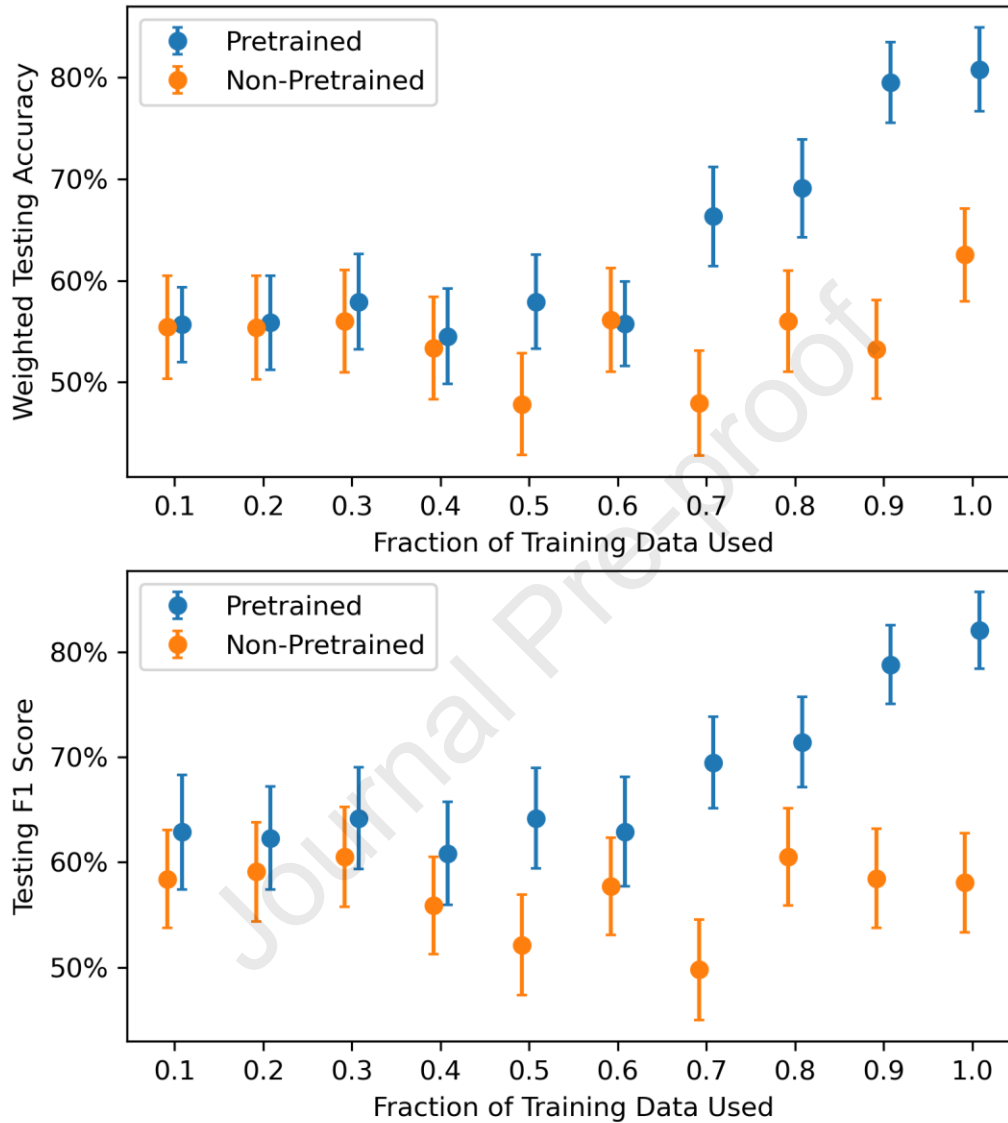 Pretrained
Non-Pretrained
Weighted Testing Accuracy
80%
70%
60%
50%
0.1 0.2 0.3 0.4 0.5 0.6 0.7 0.8 0.9 1.0
Fraction of Training Data Used
Journal Pre-proof
Pretrained
Non-Pretrained
Testing F1 Score
80%
70%
60%
50%
0.1 0.2 0.3 0.4 0.5 0.6 0.7 0.8 0.9 1.0
Fraction of Training Data Used